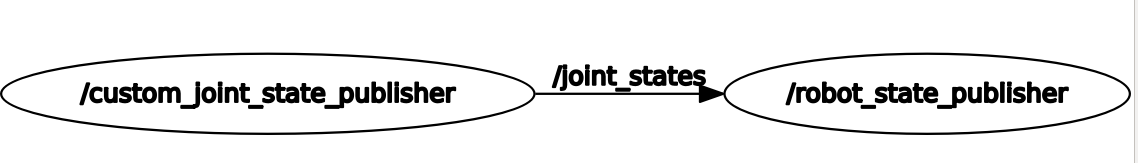 /custom_joint_state_publisher
/joint_states
/robot_state_publisher